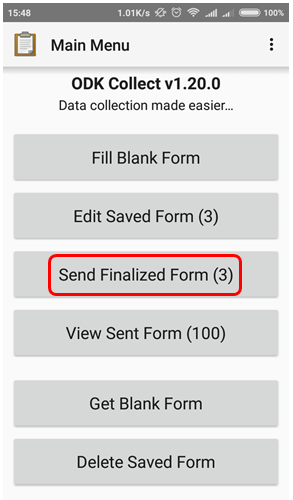 15:48 1.01K/s 100%
Main Menu
ODK Collect v1.20.0
Data collection made easier...
Fill Blank Form
Edit Saved Form (3)
Send Finalized Form (3)
View Sent Form (100)
Get Blank Form
Delete Saved Form